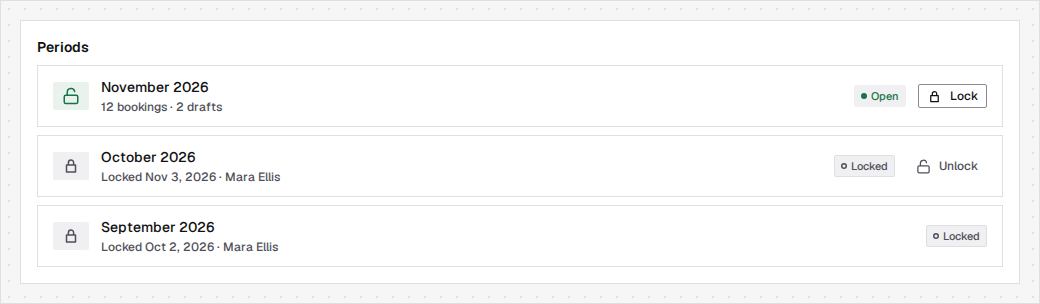 Periods
November 2026
12 bookings · 2 drafts
Open
Lock
October 2026
Locked Nov 3, 2026 · Mara Ellis
Locked
Unlock
September 2026
Locked Oct 2, 2026 · Mara Ellis
Locked